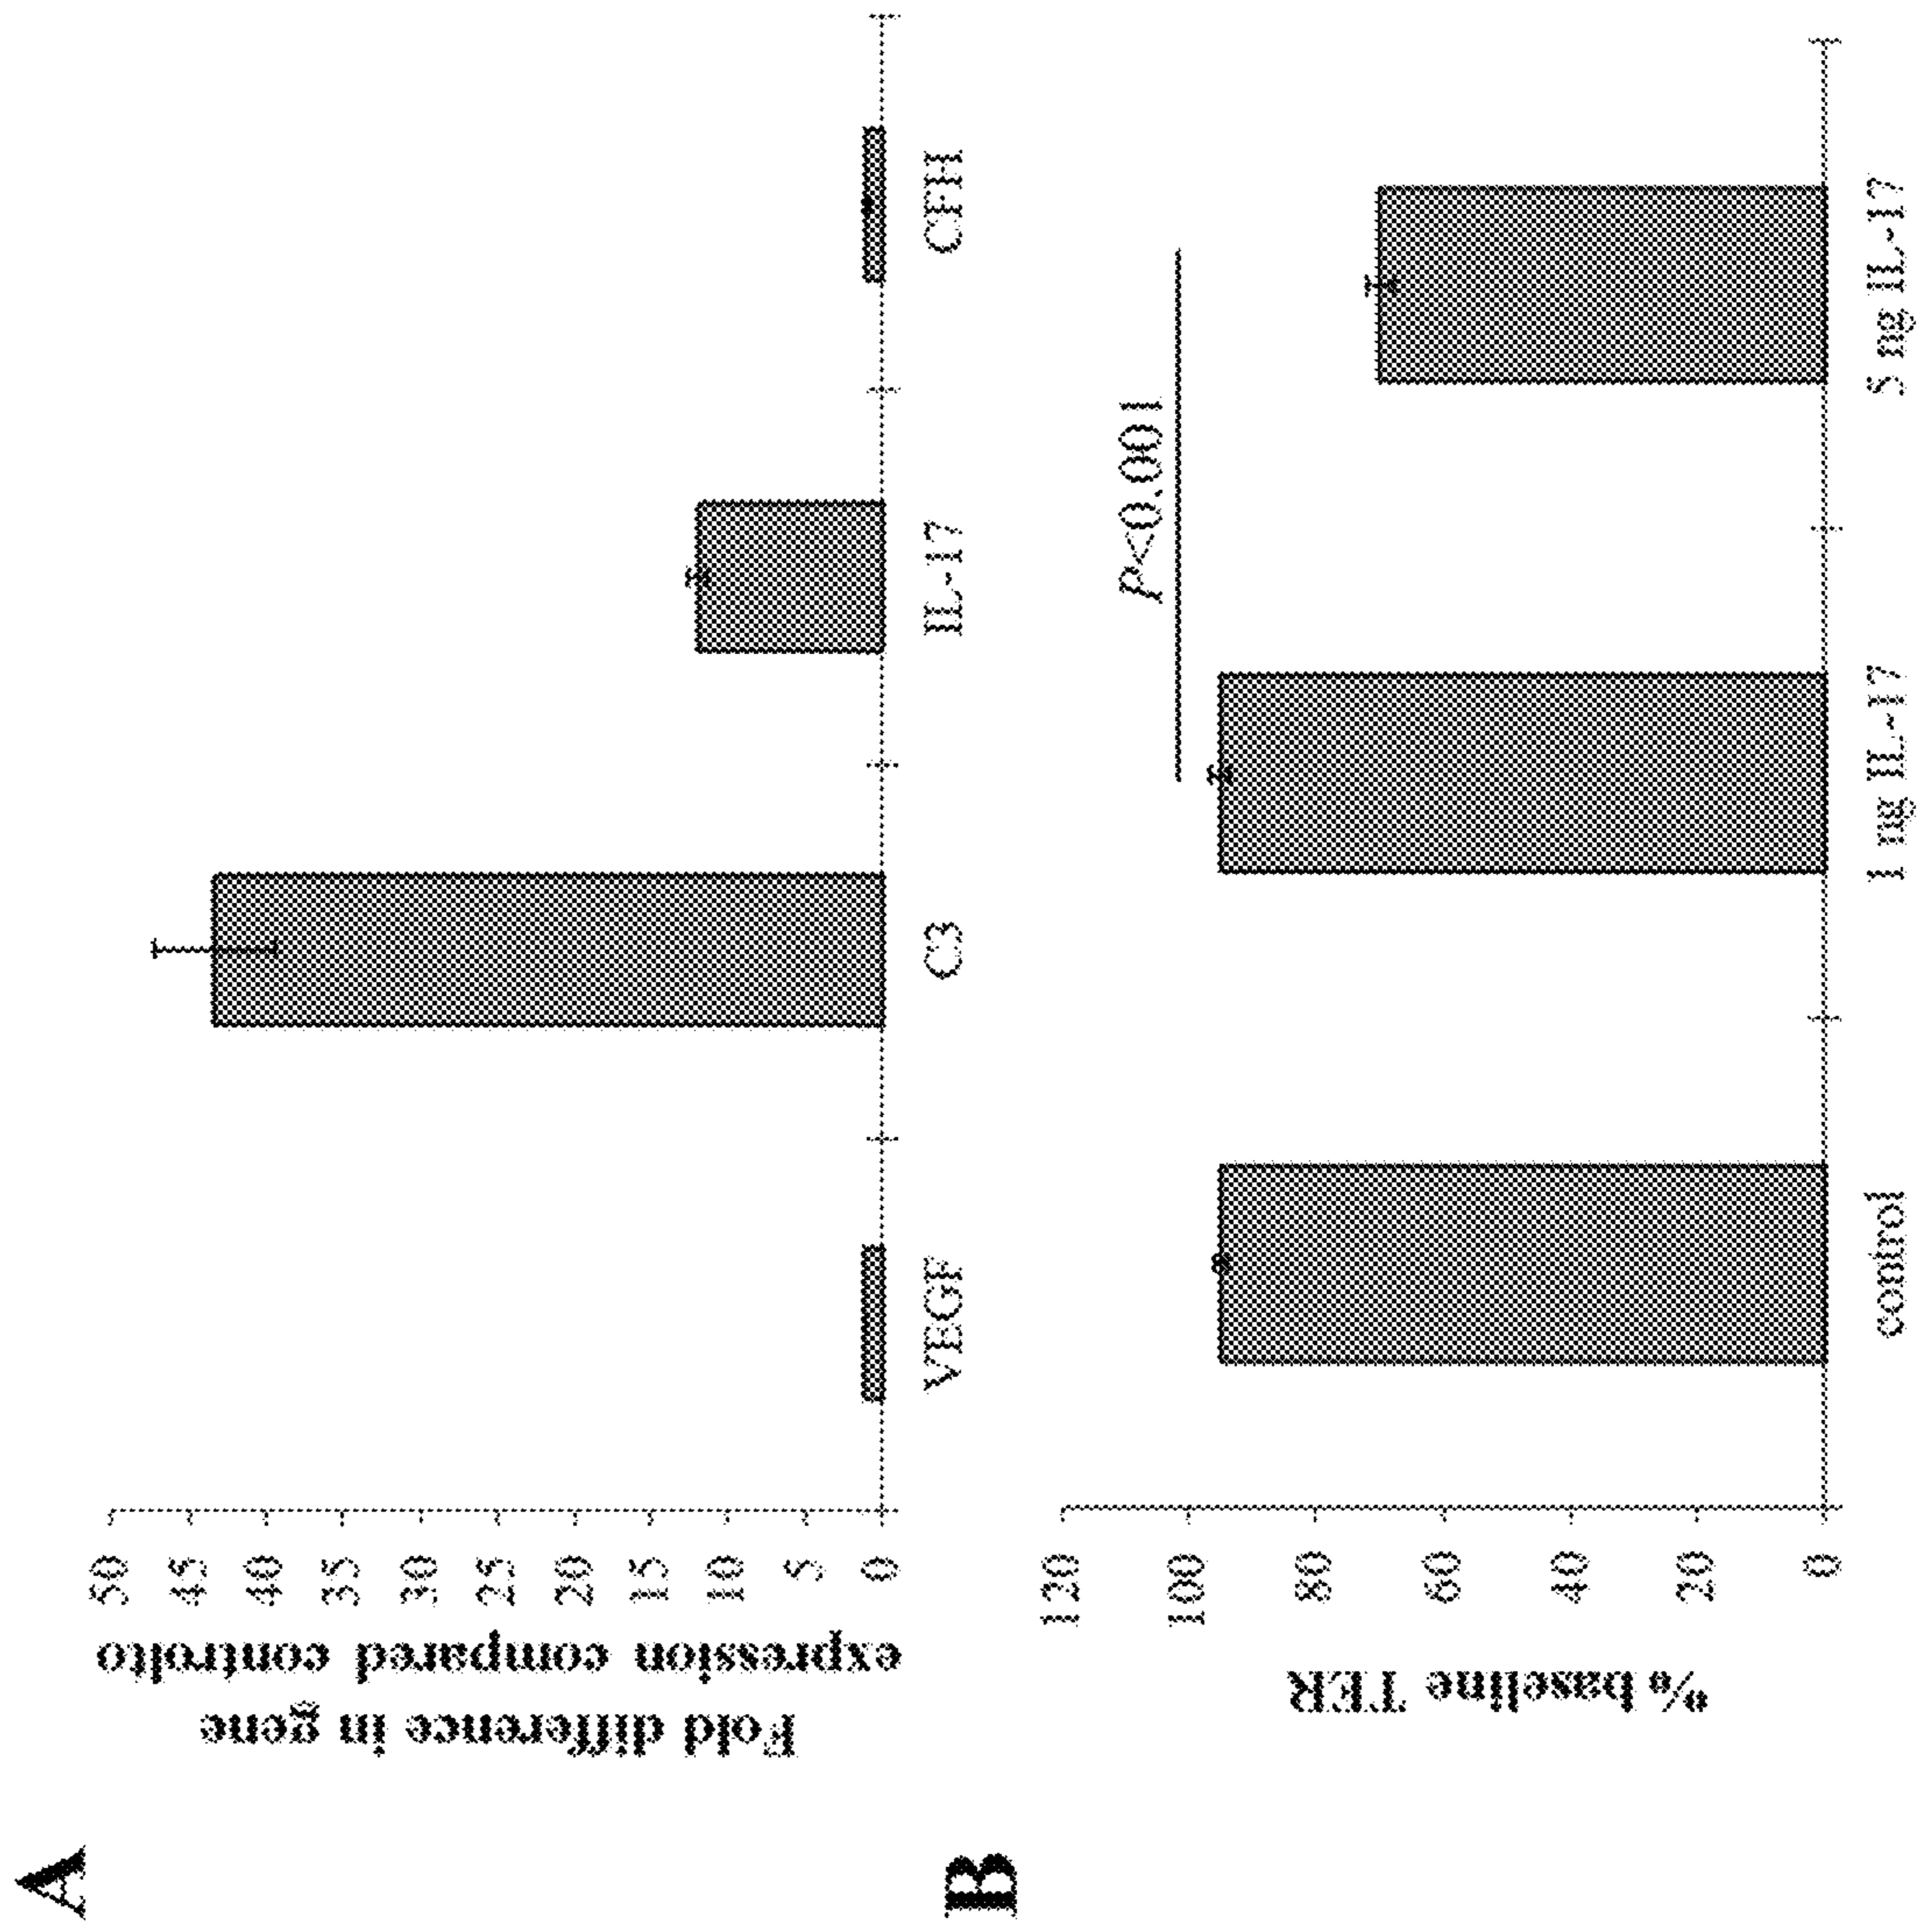 A
Fold difference in gene
expression compared controlto
50
45
40
35
30
25
20
15
10
5
0
VEGF
C3
IL-17
CFH
B
% baseline TER
120
100
80
60
40
20
0
P<0.001
control
1 ng IL-17
5 ng IL-17